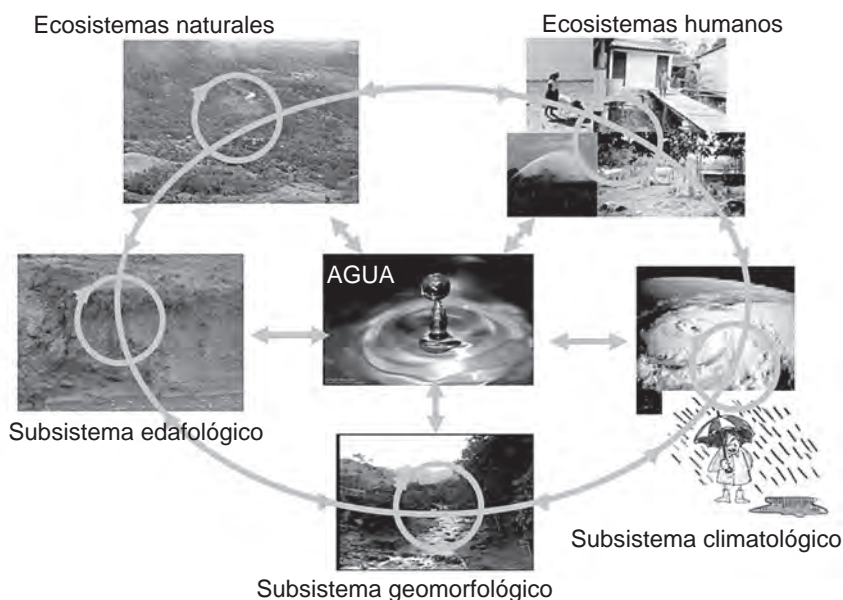 Ecosistemas naturales
Ecosistemas humanos
AGUA
Subsistema edafológico
Subsistema climatológico
Subsistema geomorfológico